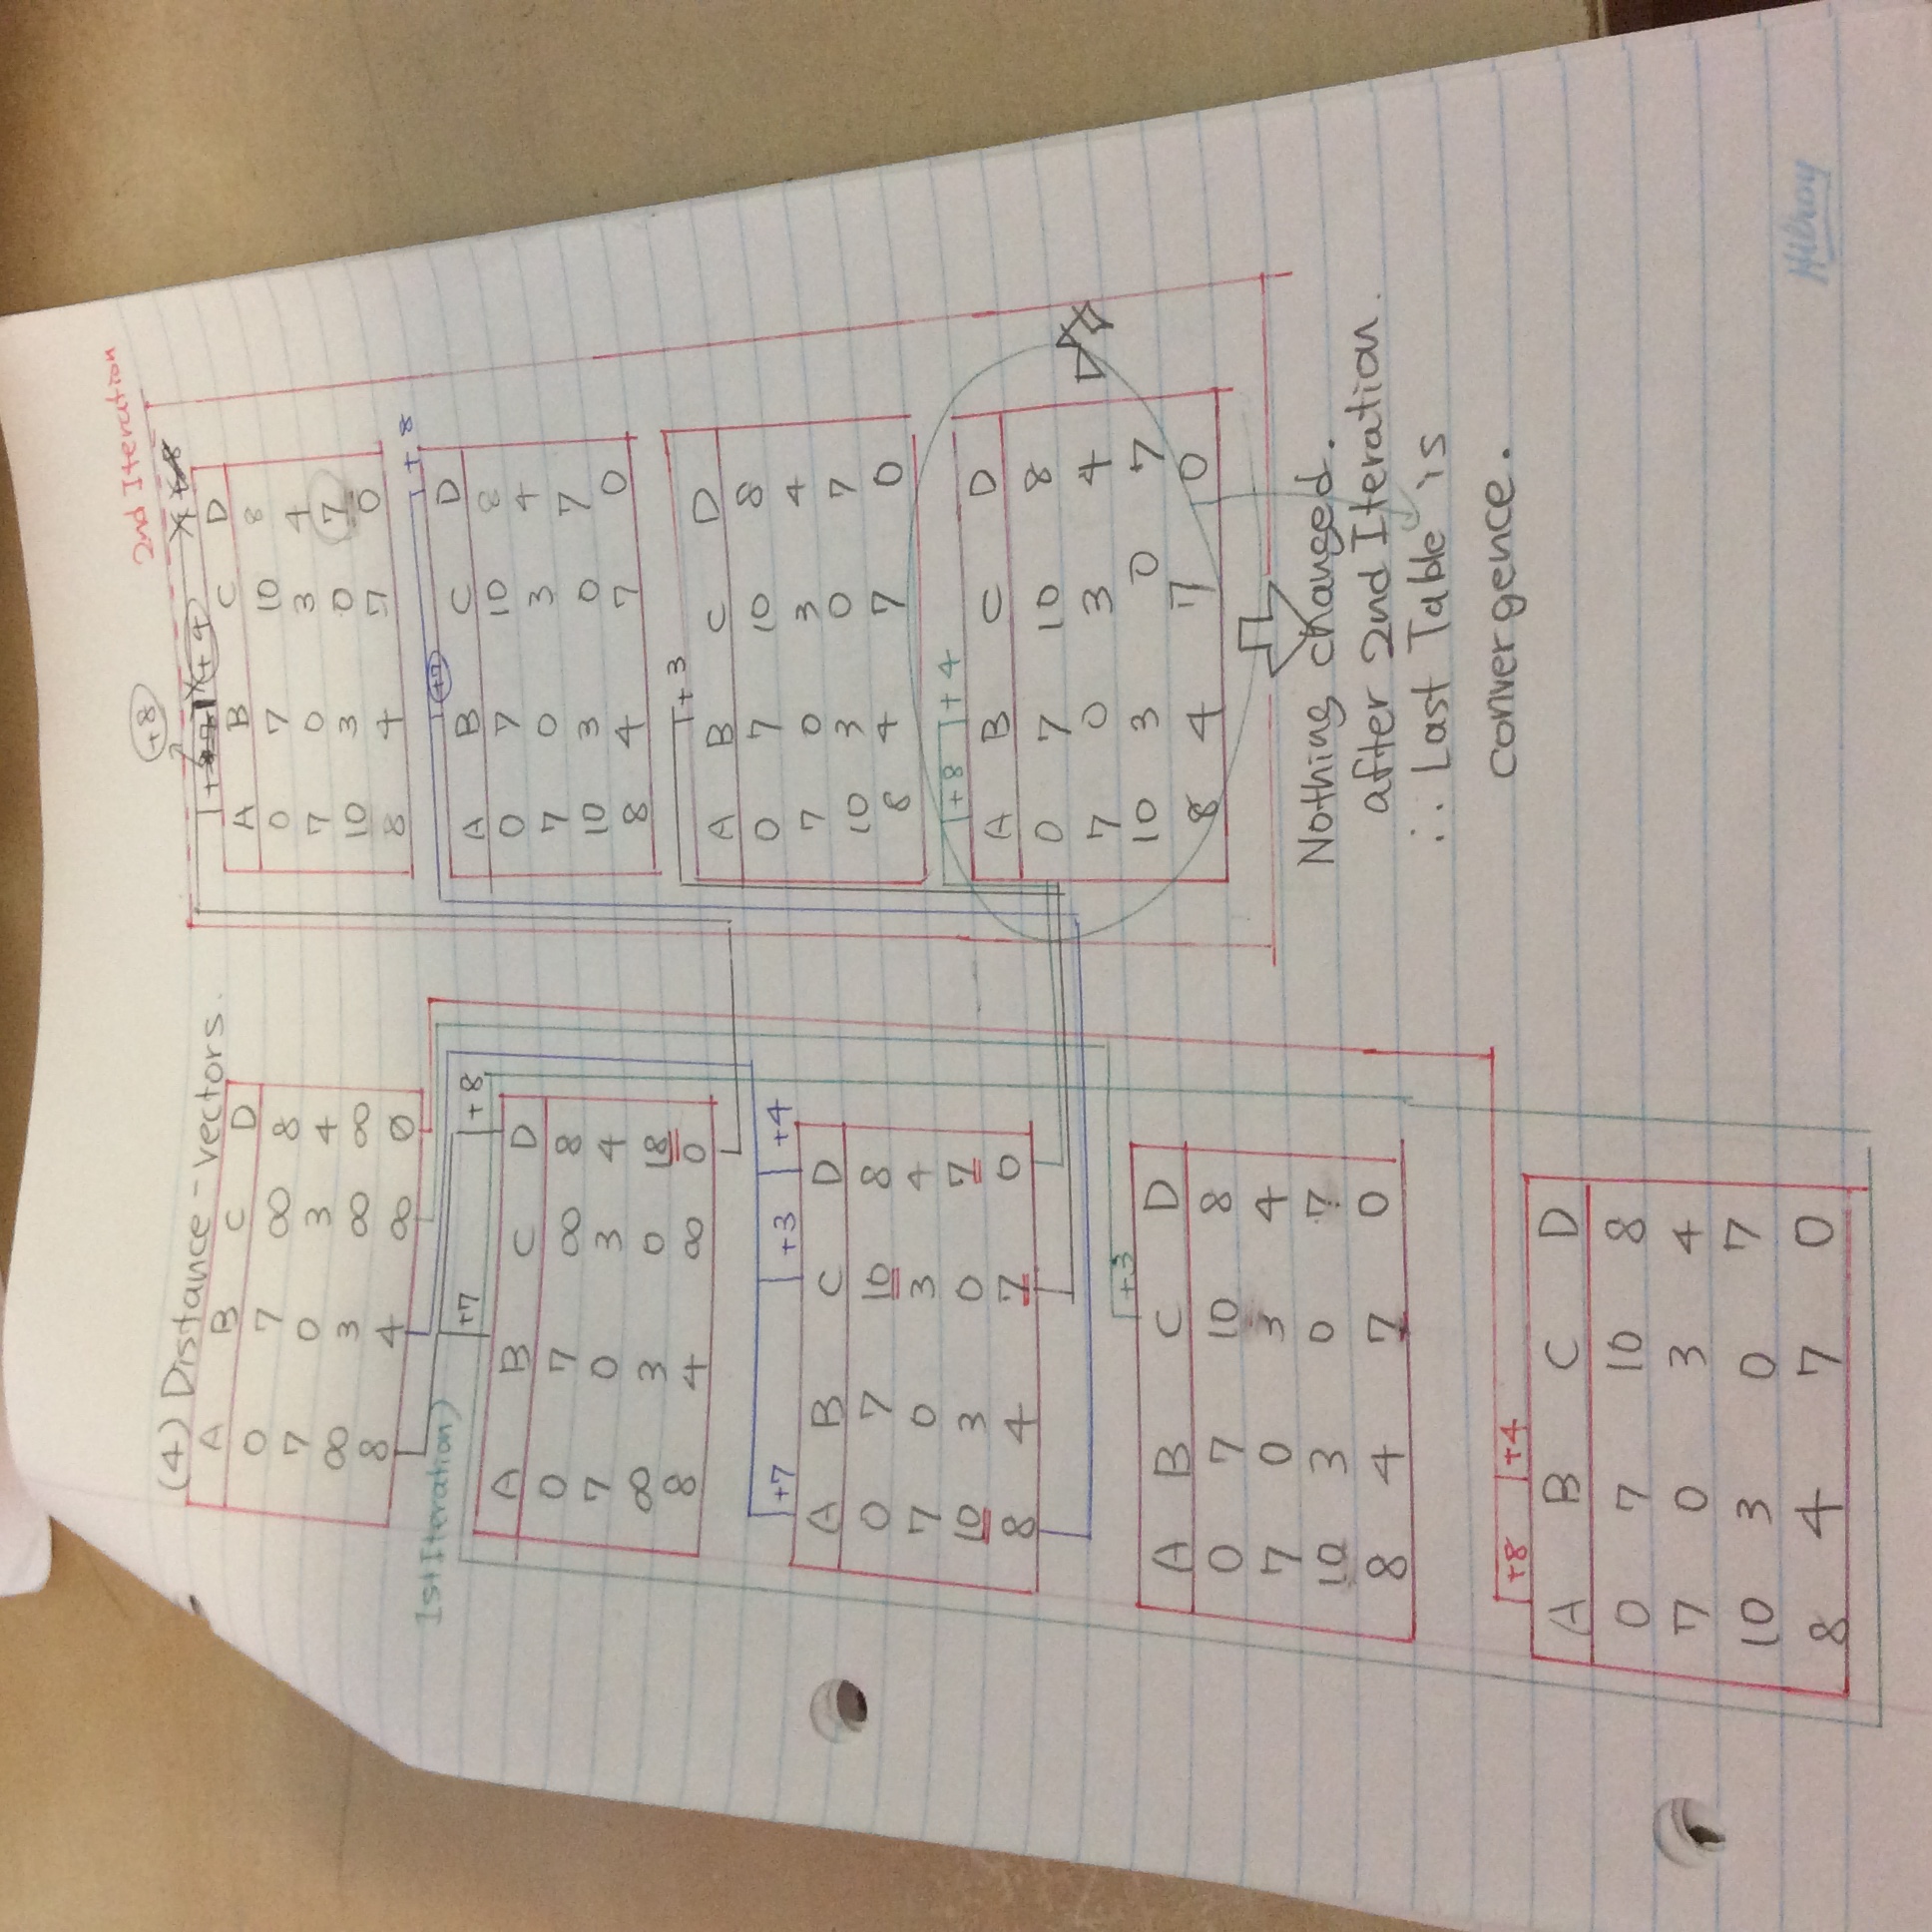 (4) Distance-vectors.
A B C D
0 7 ∞ 8
7 0 3 4
∞ 3 ∞ ∞
8 4 ∞ 0
1st Iteration)
+7 +8
A B C D
0 7 ∞ 8
7 0 3 4
∞ 3 0 18
8 4 ∞ 0
+7 +3 +4
A B C D
0 7 10 8
7 0 3 4
10 3 0 7
8 4 7 0
+3
A B C D
0 7 10 8
7 0 3 4
10 3 0 7
8 4 7 0
+8 +4
A B C D
0 7 10 8
7 0 3 4
10 3 0 7
8 4 7 0
2nd Iteration
+8
+4
A B C D
0 7 10 8
7 0 3 4
10 3 0 7
8 4 7 0
+7 +8
A B C D
0 7 10 8
7 0 3 4
10 3 0 7
8 4 7 0
+3
A B C D
0 7 10 8
7 0 3 4
10 3 0 7
8 4 7 0
+8 +4
A B C D
0 7 10 8
7 0 3 4
10 3 0 7
8 4 7 0
Nothing changed.
after 2nd Iteration.
∴ Last Table is
convergence.
Hilroy